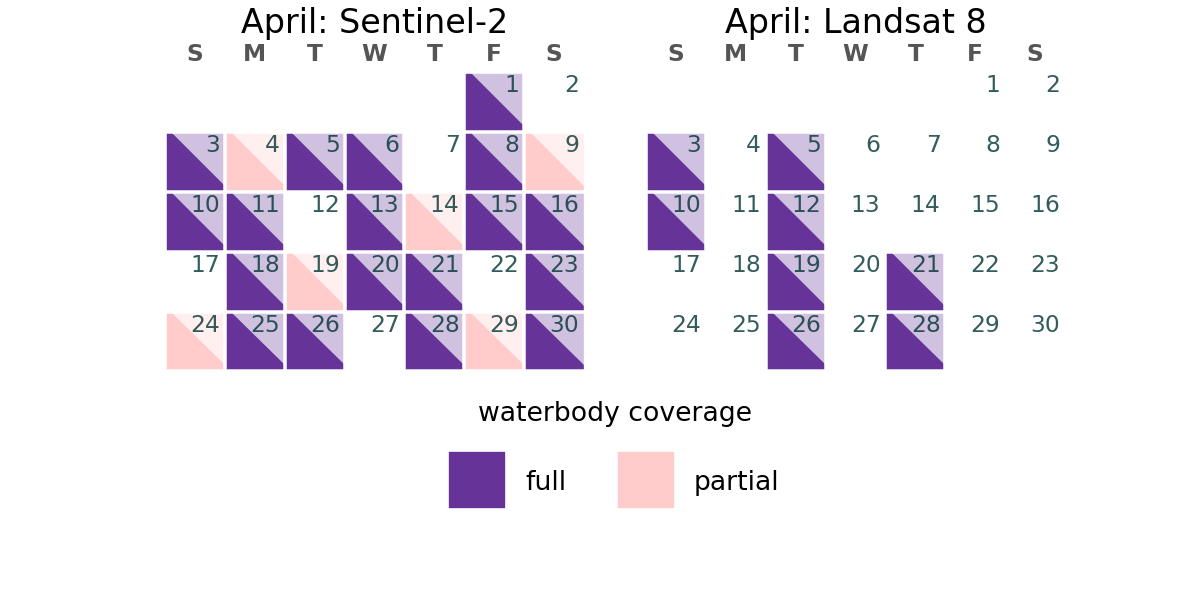 April: Sentinel-2
S M T W T F S
1 2
3 4 5 6 7 8 9
10 11 12 13 14 15 16
17 18 19 20 21 22 23
24 25 26 27 28 29 30
April: Landsat 8
S M T W T F S
1 2
3 4 5 6 7 8 9
10 11 12 13 14 15 16
17 18 19 20 21 22 23
24 25 26 27 28 29 30
waterbody coverage
full
partial